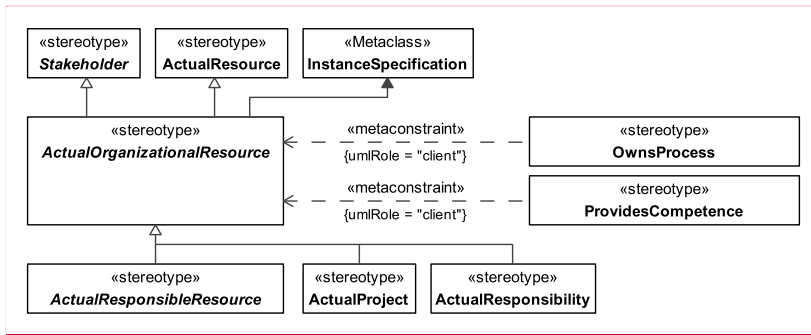 «stereotype»
Stakeholder
«stereotype»
ActualResource
«Metaclass»
InstanceSpecification
«stereotype»
ActualOrganizationalResource
«metaconstraint»
{umlRole = "client"}
«stereotype»
OwnsProcess
«metaconstraint»
{umlRole = "client"}
«stereotype»
ProvidesCompetence
«stereotype»
ActualResponsibleResource
«stereotype»
ActualProject
«stereotype»
ActualResponsibility